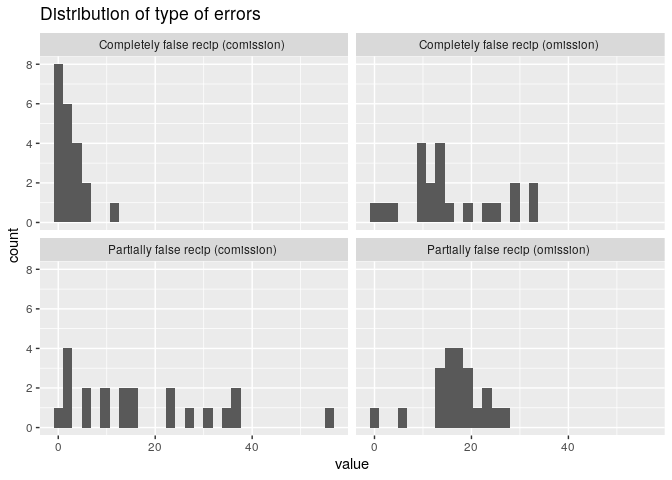 Distribution of type of errors
Completely false recip (comission)
Completely false recip (omission)
8
6
4
2
0
Partially false recip (comission)
Partially false recip (omission)
8
6
4
2
0
count
0 20 40
0 20 40
value